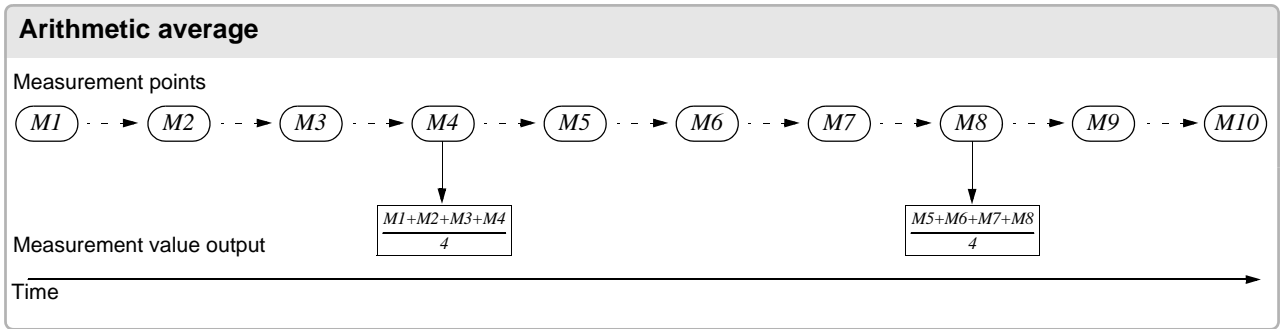 Arithmetic average
Measurement points
M1 M2 M3 M4 M5 M6 M7 M8 M9 M10
M1+M2+M3+M4 M5+M6+M7+M8
4 4
Measurement value output
Time